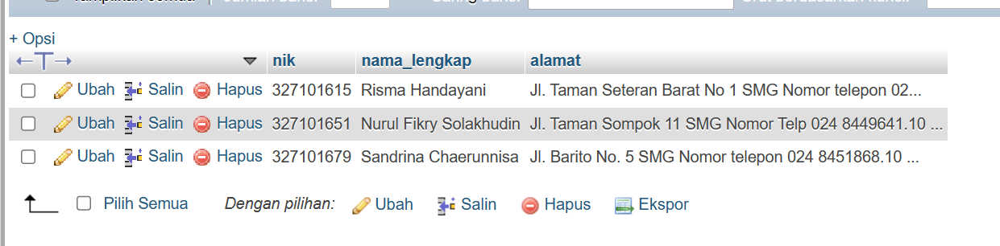 + Opsi
nik nama_lengkap alamat
Ubah Salin Hapus 327101615 Risma Handayani Jl. Taman Seteran Barat No 1 SMG Nomor telepon 02...
Ubah Salin Hapus 327101651 Nurul Fikry Solakhudin Jl. Taman Sompok 11 SMG Nomor Telp 024 8449641.10 ...
Ubah Salin Hapus 327101679 Sandrina Chaerunnisa Jl. Barito No. 5 SMG Nomor telepon 024 8451868.10 ...
Pilih Semua Dengan pilihan: Ubah Salin Hapus Ekspor